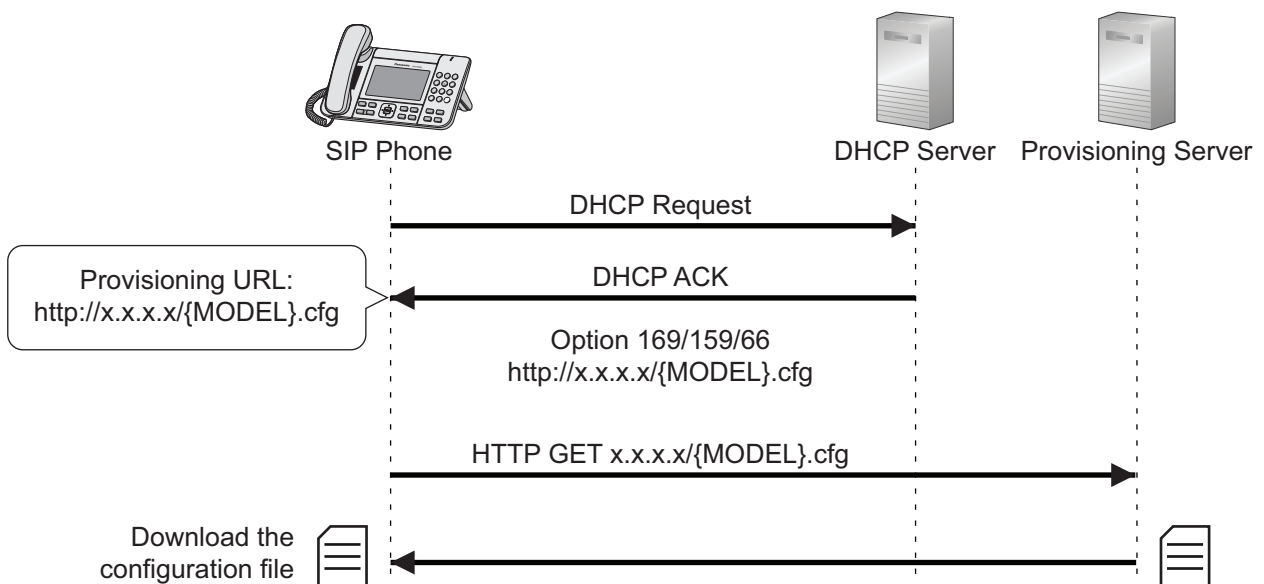 SIP Phone
DHCP Server
Provisioning Server
DHCP Request
Provisioning URL:
http://x.x.x.x/{MODEL}.cfg
DHCP ACK
Option 169/159/66
http://x.x.x.x/{MODEL}.cfg
HTTP GET x.x.x.x/{MODEL}.cfg
Download the
configuration file